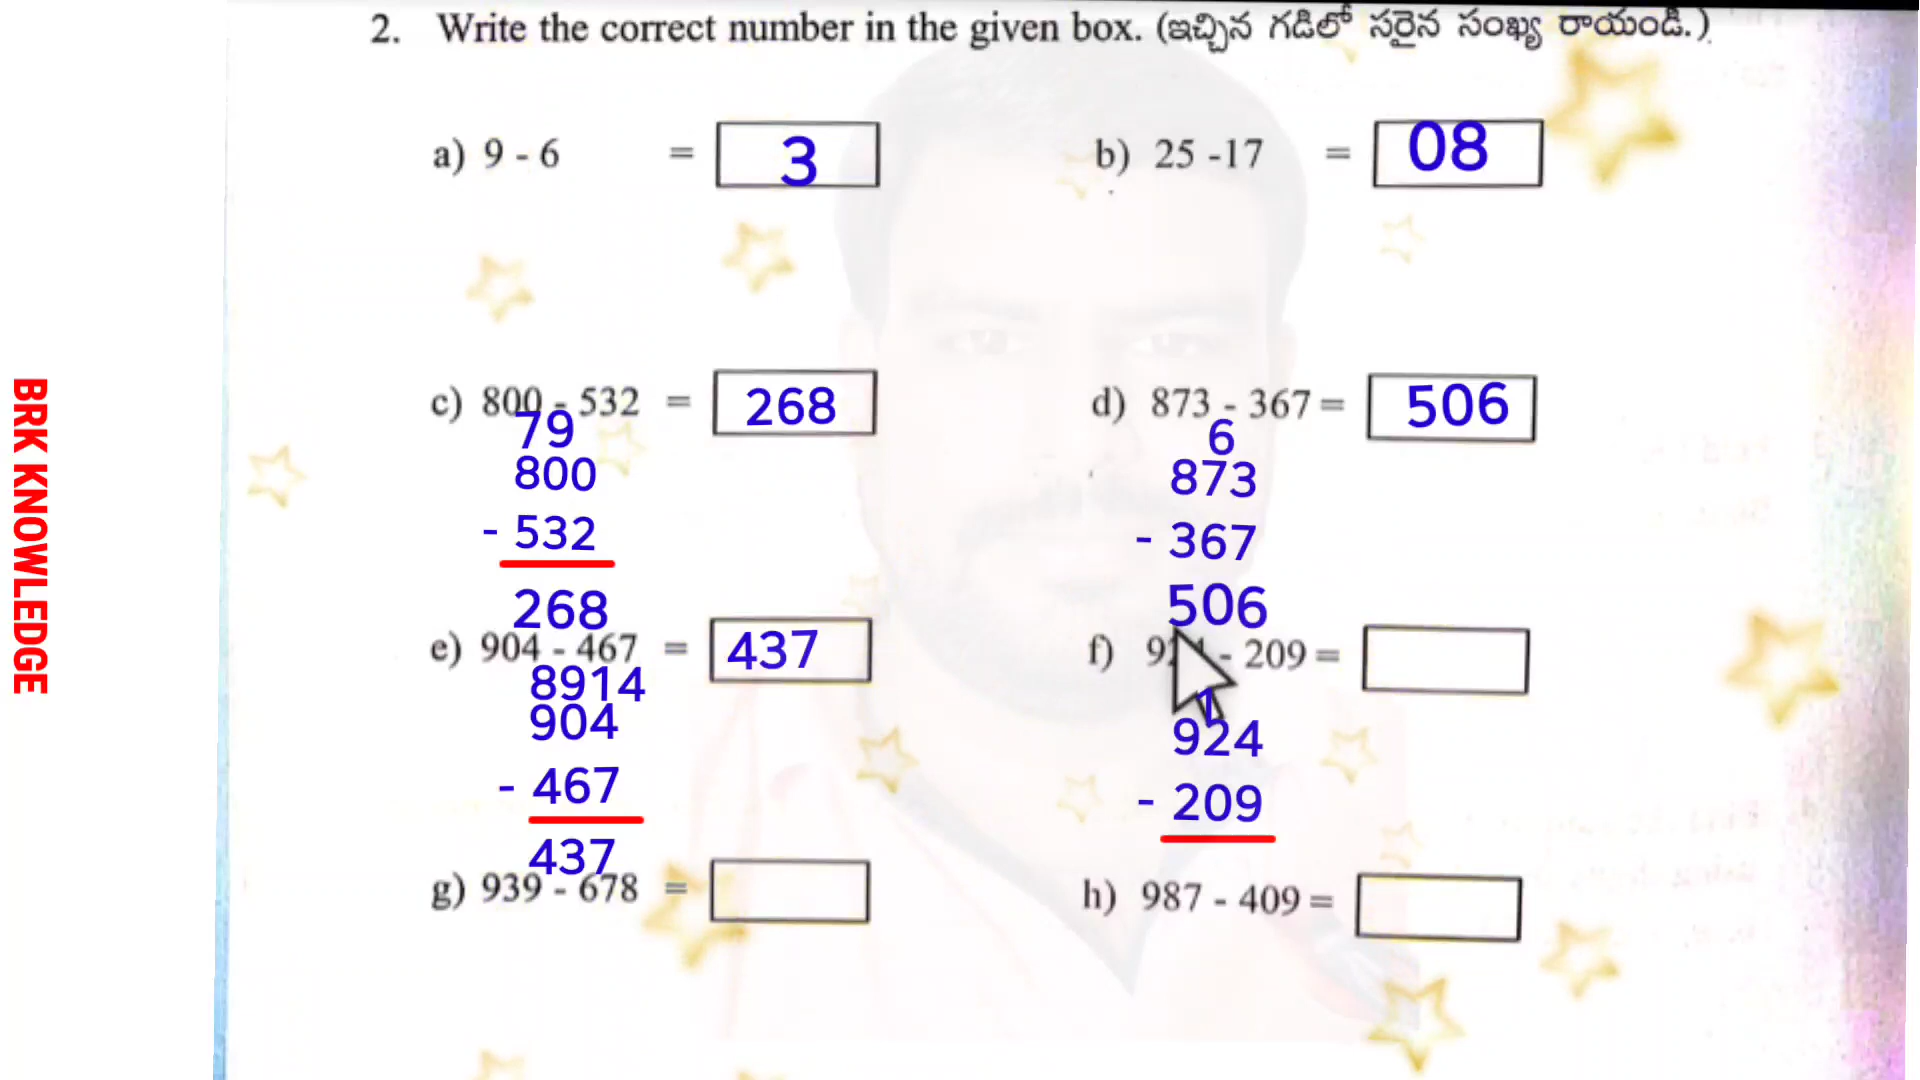 2. Write the correct number in the given box. (ఇచ్చిన గడిలో సరైన సంఖ్య రాయండి.)
a) 9 - 6 = 3
b) 25 -17 = 08
c) 800 - 532 = 268
79
800
- 532
268
d) 873 - 367 = 506
6
873
- 367
506
e) 904 - 467 = 437
8914
904
- 467
437
f) - 209 =
1
924
- 209
g) 939 - 678 =
h) 987 - 409 =
BRK KNOWLEDGE